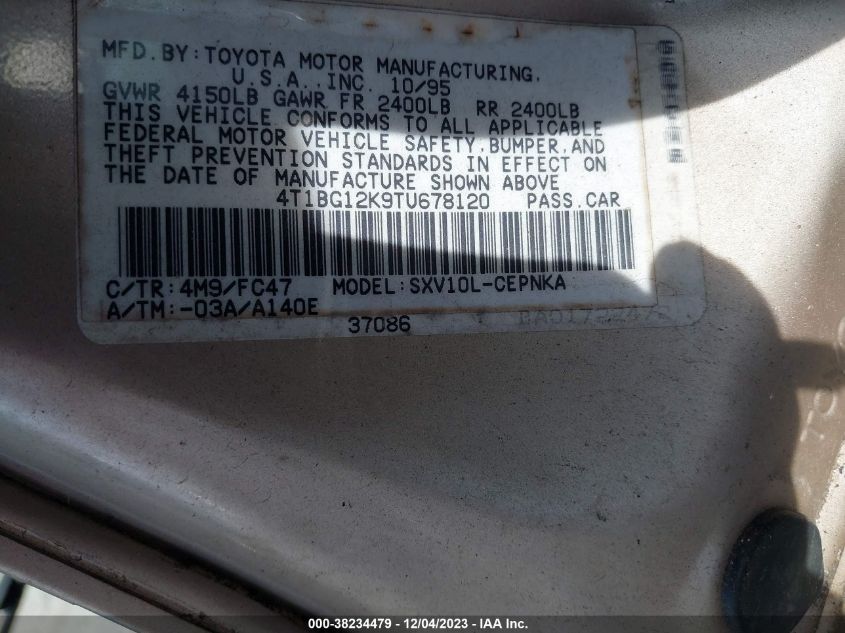 MFD. BY: TOYOTA MOTOR MANUFACTURING.
U.S.A., INC. 10/95
GVWR 4150LB GAWR FR 2400LB RR 2400LB
THIS VEHICLE CONFORMS TO ALL APPLICABLE
FEDERAL MOTOR VEHICLE SAFETY.BUMPER.AND
THEFT PREVENTION STANDARDS IN EFFECT ON
THE DATE OF MANUFACTURE SHOWN ABOVE
4T1BG12K9TU678120 PASS.CAR
C/TR:4M9/FC47 MODEL:SXV10L-CEPNKA
A/TM:-03A/A140E
37086
000-38234479 - 12/04/2023 - IAA Inc.